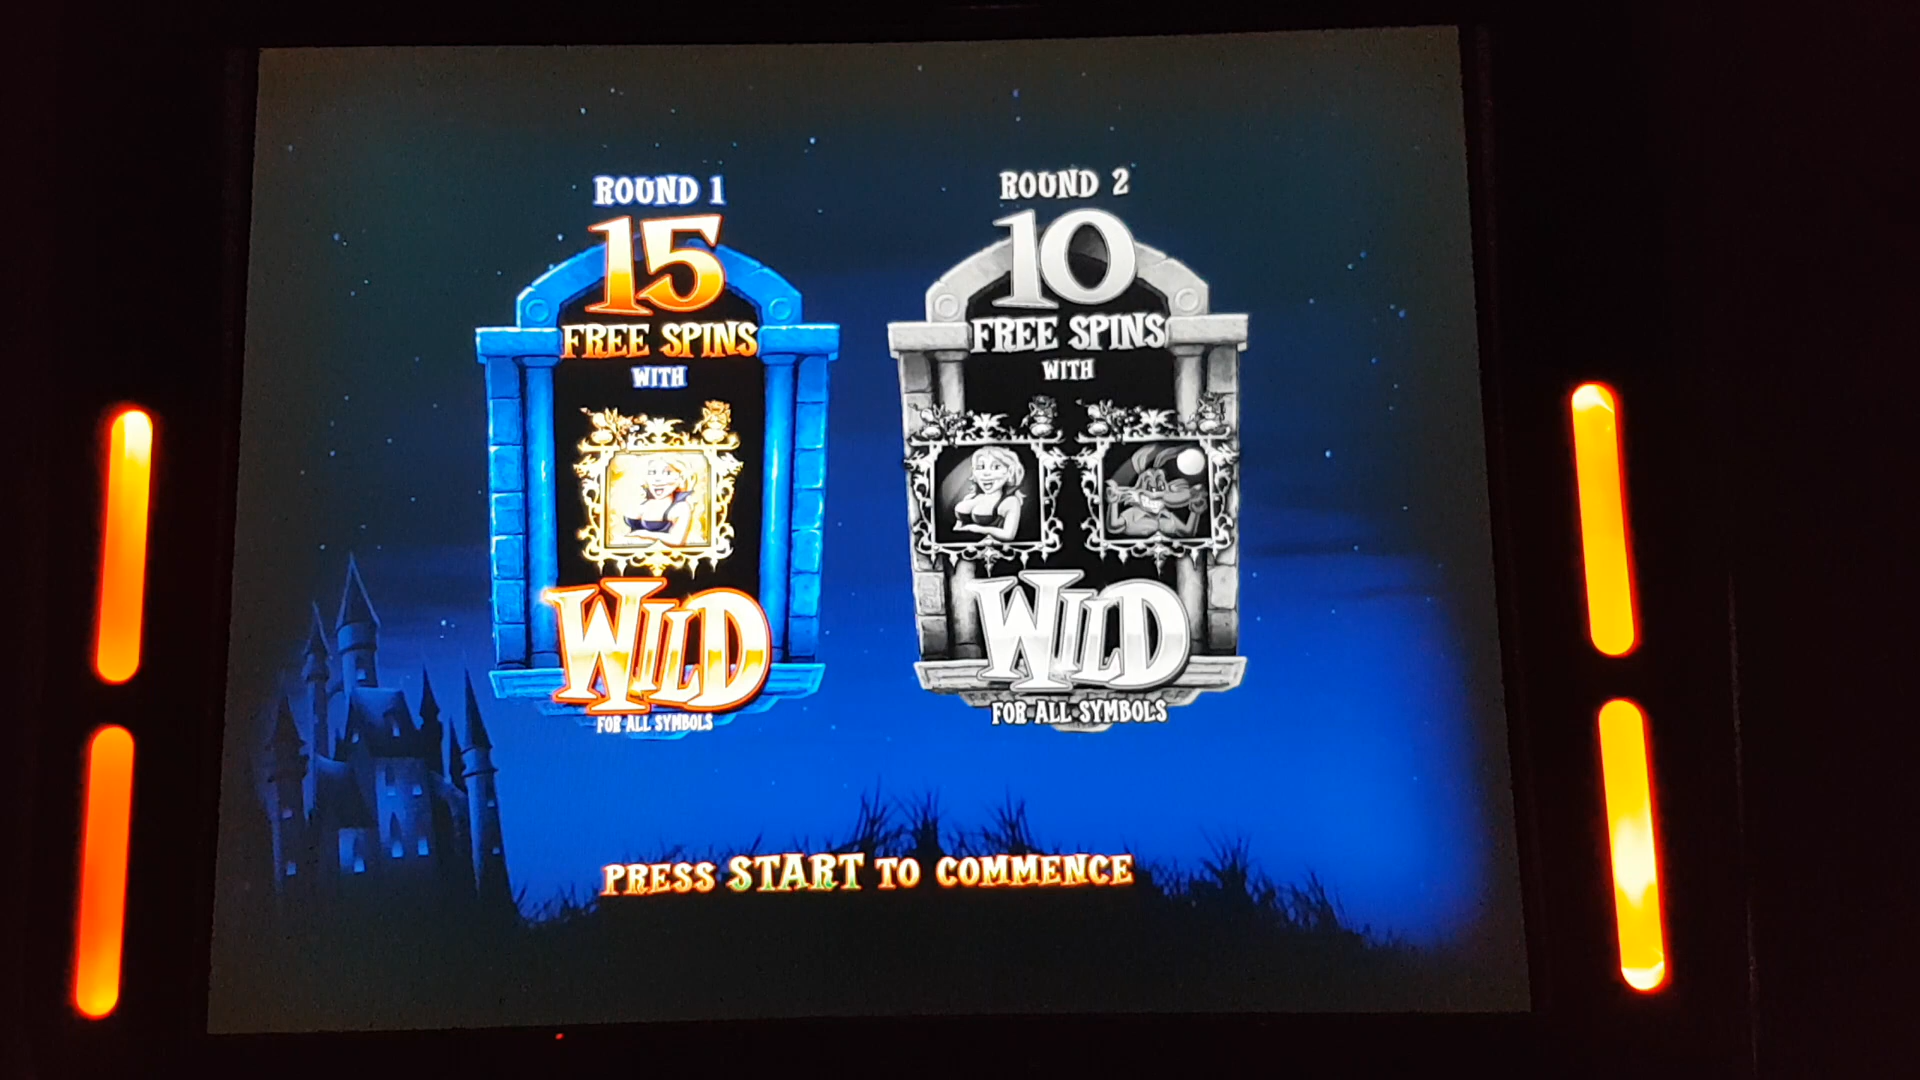 ROUND 1
15
FREE SPINS
WITH
WILD
FOR ALL SYMBOLS
ROUND 2
10
FREE SPINS
WITH
WILD
FOR ALL SYMBOLS
PRESS START TO COMMENCE